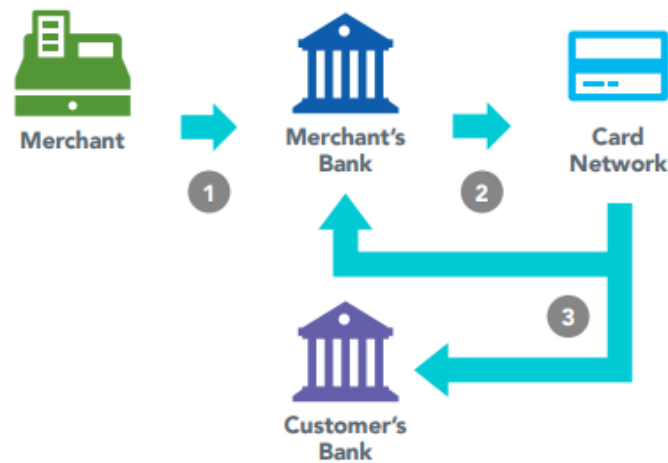 Merchant
1
Merchant's
Bank
2
Card
Network
3
Customer's
Bank